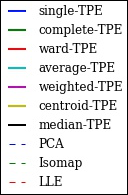 single-TPE
complete-TPE
ward-TPE
average-TPE
weighted-TPE
centroid-TPE
median-TPE
PCA
Isomap
LLE